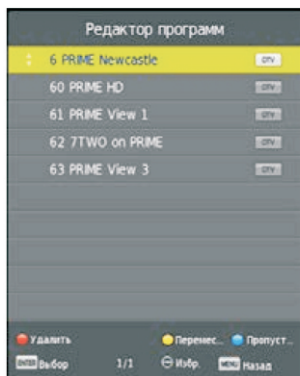 Редактор программ
6 PRIME Newcastle DTV
60 PRIME HD DTV
61 PRIME View 1 DTV
62 7TWO on PRIME DTV
63 PRIME View 3 DTV
Удалить Перемес... Пропуст...
ENTER Выбор 1/1 Избр. MENU Назад